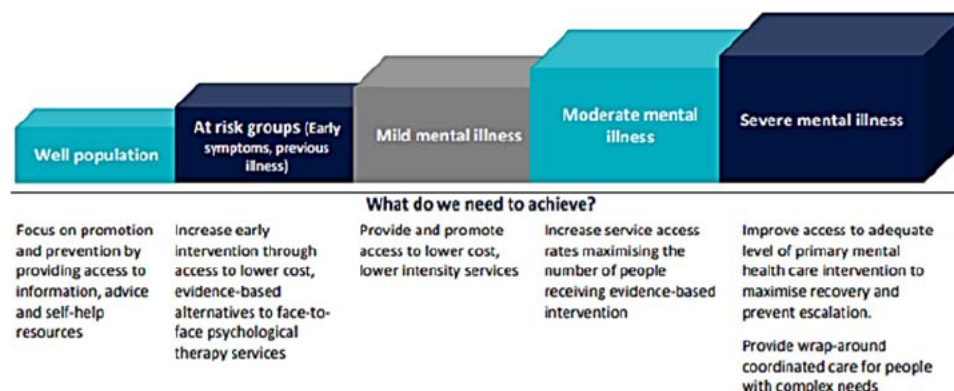 Well population
At risk groups (Early
symptoms, previous
illness)
Mild mental illness
Moderate mental
illness
Severe mental illness
What do we need to achieve?
Focus on promotion
and prevention by
providing access to
information, advice
and self-help
resources
Increase early
intervention through
access to lower cost,
evidence-based
alternatives to face-to-
face psychological
therapy services
Provide and promote
access to lower cost,
lower intensity services
Increase service access
rates maximising the
number of people
receiving evidence-based
intervention
Improve access to adequate
level of primary mental
health care intervention to
maximise recovery and
prevent escalation.
Provide wrap-around
coordinated care for people
with complex needs